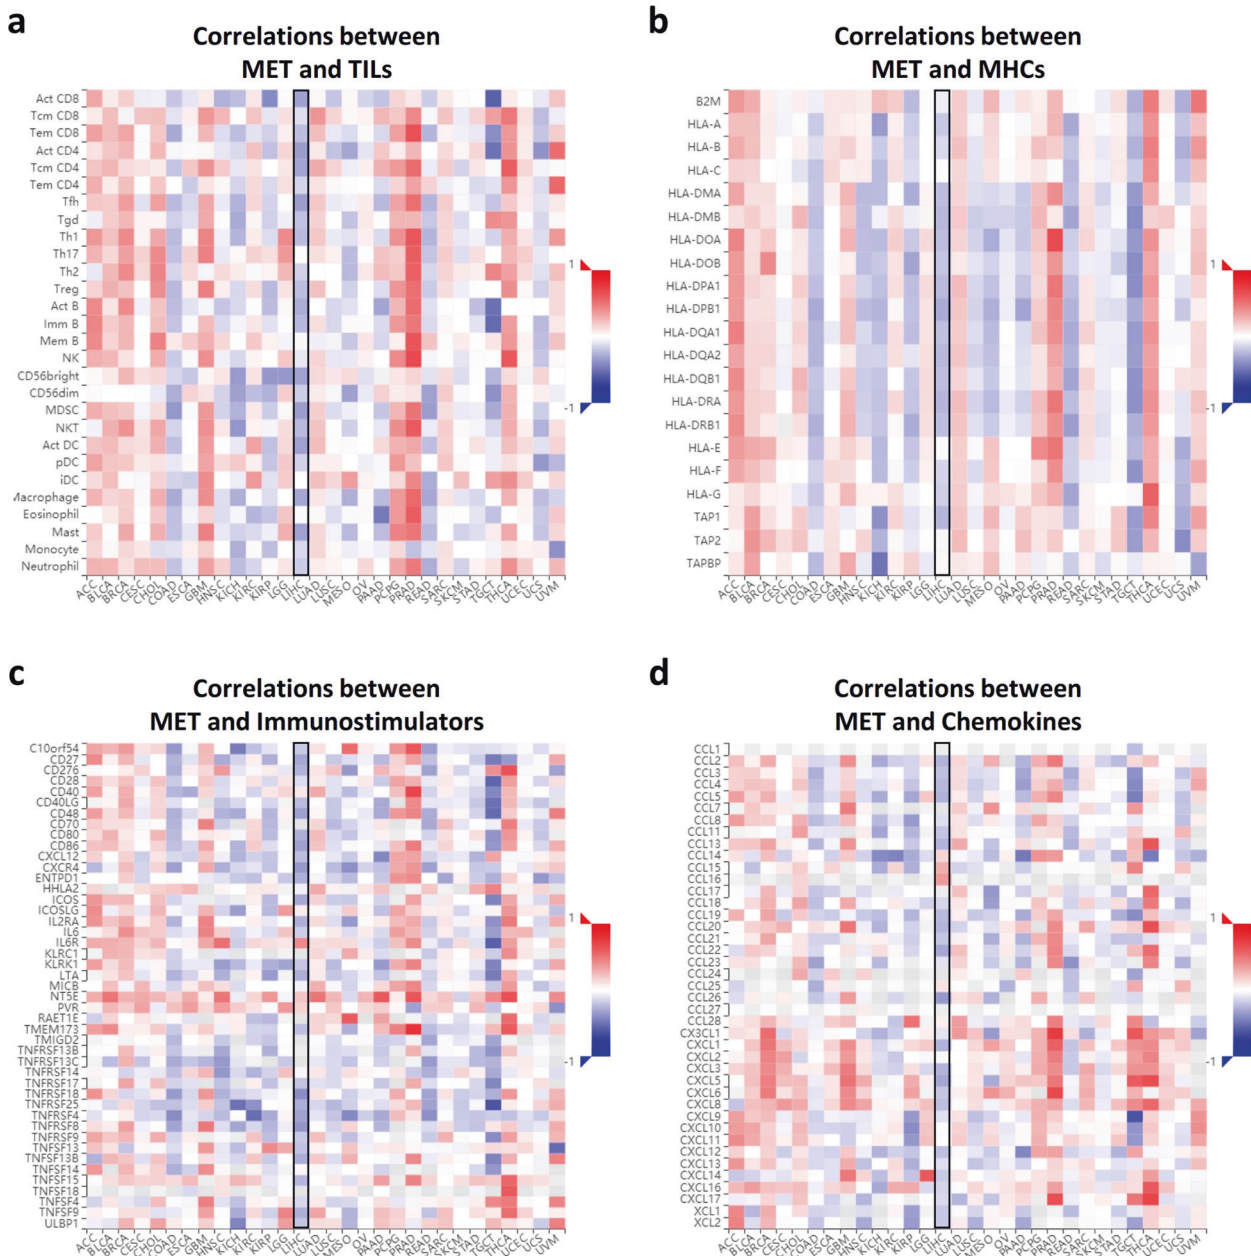 a
Correlations between
MET and TILs
Act CD8
Tcm CD8
Tem CD8
Act CD4
Tcm CD4
Tem CD4
Tfh
Tgd
Th1
Th17
Th2
Treg
Act B
Imm B
Mem B
NK
CD56bright
CD56dim
MDSC
NKT
Act DC
pDC
iDC
Macrophage
Eosinophil
Mast
Monocyte
Neutrophil
ACC BLCA BRCA CESC CHOL COAD ESCA GBM HNSC KICH KIRC KIRP LGG LIHC LUAD LUSC MESO OV PAAD PCPG PRAD READ SARC SKCM STAD TGCT THCA UCEC UCS UVM
1
-1
b
Correlations between
MET and MHCs
B2M
HLA-A
HLA-B
HLA-C
HLA-DMA
HLA-DMB
HLA-DOA
HLA-DOB
HLA-DPA1
HLA-DPB1
HLA-DQA1
HLA-DQA2
HLA-DQB1
HLA-DRA
HLA-DRB1
HLA-E
HLA-F
HLA-G
TAP1
TAP2
TAPBP
ACC BLCA BRCA CESC CHOL COAD ESCA GBM HNSC KICH KIRC KIRP LGG LIHC LUAD LUSC MESO OV PAAD PCPG PRAD READ SARC SKCM STAD TGCT THCA UCEC UCS UVM
1
-1
c
Correlations between
MET and Immunostimulators
C10orf54
CD27
CD276
CD28
CD40
CD40LG
CD48
CD70
CD80
CD86
CXCL12
CXCR4
ENTPD1
HHLA2
ICOS
ICOSLG
IL2RA
IL6
IL6R
KLRC1
KLRK1
LTA
MICB
NT5E
PVR
RAET1E
TMEM173
TMIGD2
TNFRSF13B
TNFRSF13C
TNFRSF14
TNFRSF17
TNFRSF18
TNFRSF25
TNFRSF4
TNFRSF8
TNFRSF9
TNFSF13
TNFSF13B
TNFSF14
TNFSF15
TNFSF18
TNFSF4
TNFSF9
ULBP1
ACC BLCA BRCA CESC CHOL COAD ESCA GBM HNSC KICH KIRC KIRP LGG LIHC LUAD LUSC MESO OV PAAD PCPG PRAD READ SARC SKCM STAD TGCT THCA UCEC UCS UVM
1
-1
d
Correlations between
MET and Chemokines
CCL1
CCL2
CCL3
CCL4
CCL5
CCL7
CCL8
CCL11
CCL13
CCL14
CCL15
CCL16
CCL17
CCL18
CCL19
CCL20
CCL21
CCL22
CCL23
CCL24
CCL25
CCL26
CCL27
CCL28
CX3CL1
CXCL1
CXCL2
CXCL3
CXCL5
CXCL6
CXCL8
CXCL9
CXCL10
CXCL11
CXCL12
CXCL13
CXCL14
CXCL16
CXCL17
XCL1
XCL2
ACC BLCA BRCA CESC CHOL COAD ESCA GBM HNSC KICH KIRC KIRP LGG LIHC LUAD LUSC MESO OV PAAD PCPG PRAD READ SARC SKCM STAD TGCT THCA UCEC UCS UVM
1
-1